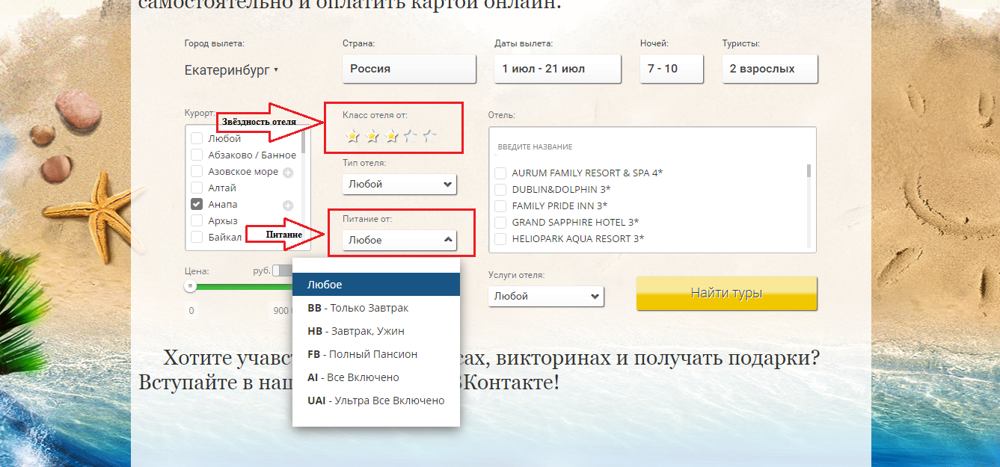 самостоятельно и оплатить картой онлайн.
Город вылета:
Страна:
Даты вылета:
Ночей:
Туристы:
Екатеринбург
Россия
1 июл - 21 июл
7 - 10
2 взрослых
Курорт:
Звёздность отеля
Класс отеля от:
Отель:
Любой
Абзаково / Банное
Азовское море
Алтай
Анапа
Архыз
Байкал
Тип отеля:
Любой
Питание
Питание от:
Любое
ВВЕДИТЕ НАЗВАНИЕ
AURUM FAMILY RESORT & SPA 4*
DUBLIN&DOLPHIN 3*
FAMILY PRIDE INN 3*
GRAND SAPPHIRE HOTEL 3*
HELIOPARK AQUA RESORT 3*
Цена:
руб.
0
900
Любое
BB - Только Завтрак
HB - Завтрак, Ужин
FB - Полный Пансион
AI - Все Включено
UAI - Ультра Все Включено
Услуги отеля:
Любой
Найти туры
Хотите учавст сах, викторинах и получать подарки?
Вступайте в наш ВКонтакте!